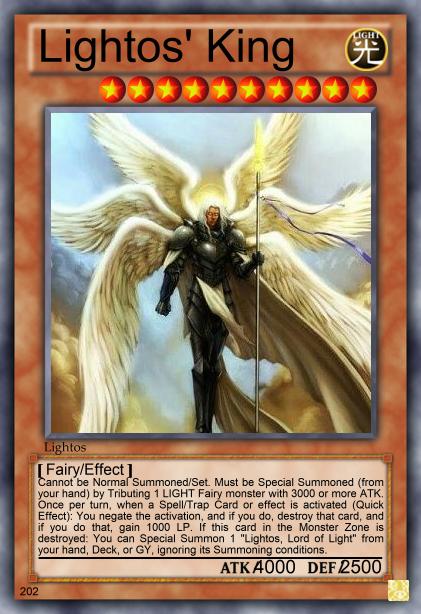 Lightos' King
LIGHT
光
Lightos
[ Fairy/Effect ]
Cannot be Normal Summoned/Set. Must be Special Summoned (from
your hand) by Tributing 1 LIGHT Fairy monster with 3000 or more ATK.
Once per turn, when a Spell/Trap Card or effect is activated (Quick
Effect): You negate the activation, and if you do, destroy that card, and
if you do that, gain 1000 LP. If this card in the Monster Zone is
destroyed: You can Special Summon 1 "Lightos, Lord of Light" from
your hand, Deck, or GY, ignoring its Summoning conditions.
ATK 4000 DEF 2500
202